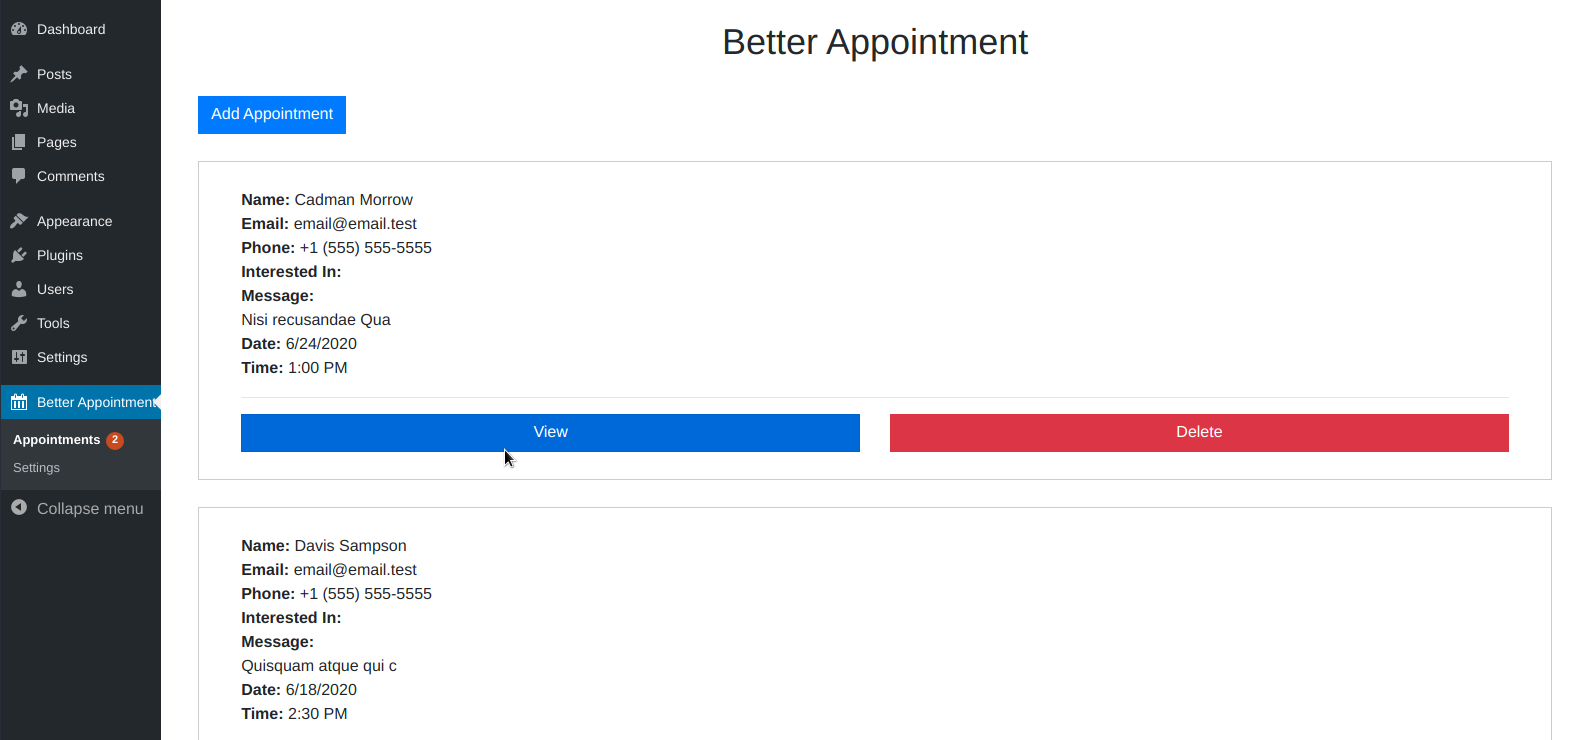 Dashboard
Posts
Media
Pages
Comments
Appearance
Plugins
Users
Tools
Settings
Better Appointment
Appointments 2
Settings
Collapse menu
Better Appointment
Add Appointment
Name: Cadman Morrow
Email: email@email.test
Phone: +1 (555) 555-5555
Interested In:
Message:
Nisi recusandae Qua
Date: 6/24/2020
Time: 1:00 PM
View Delete
Name: Davis Sampson
Email: email@email.test
Phone: +1 (555) 555-5555
Interested In:
Message:
Quisquam atque qui c
Date: 6/18/2020
Time: 2:30 PM